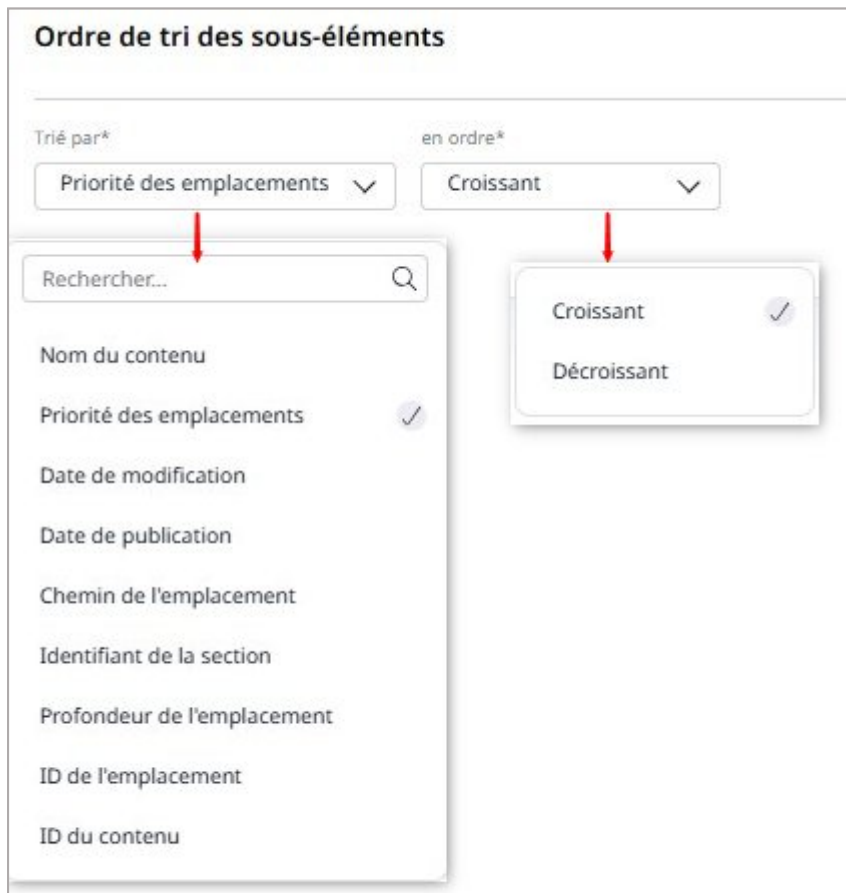 Ordre de tri des sous-éléments
Trié par*
en ordre*
Priorité des emplacements
Croissant
Rechercher...
Nom du contenu
Priorité des emplacements
Date de modification
Date de publication
Chemin de l'emplacement
Identifiant de la section
Profondeur de l'emplacement
ID de l'emplacement
ID du contenu
Croissant
Décroissant